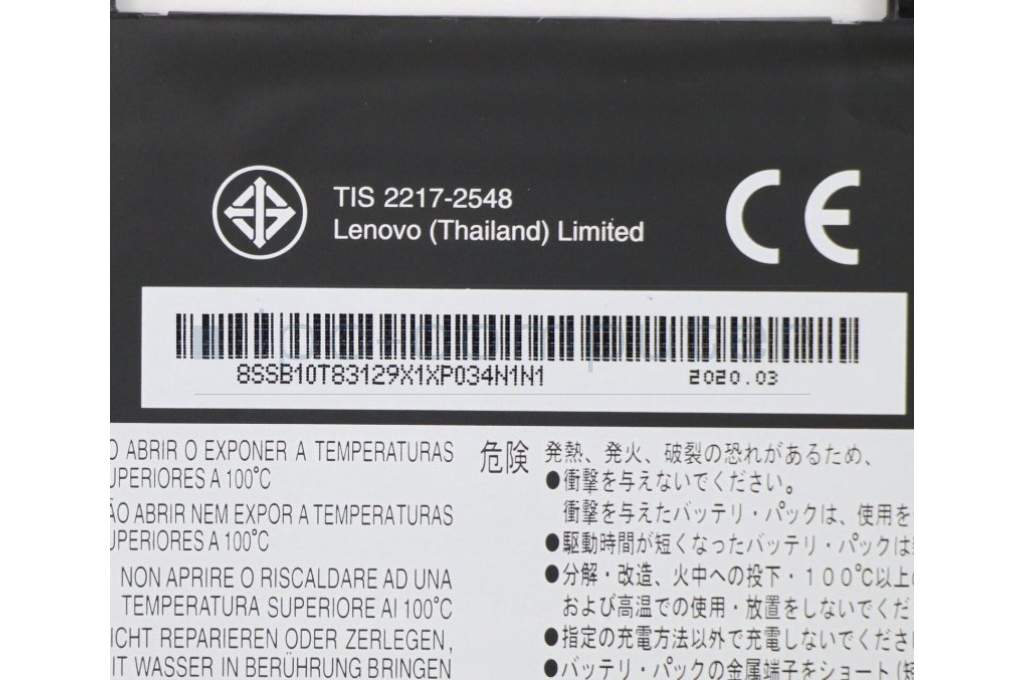 TIS 2217-2548
Lenovo (Thailand) Limited
CE
8SSB10T83129X1XP034N1N1
2020.03
ABRIR O EXPONER A TEMPERATURAS
SUPERIORES A 100°C
ABRIR NEM EXPOR A TEMPERATURAS
SUPERIORES A 100°C
NON APRIRE O RISCALDARE AD UNA
TEMPERATURA SUPERIORE AI 100°C
NICHT REPARIEREN ODER ZERLEGEN,
MIT WASSER IN BERÜHRUNG BRINGEN
危険 発熱、発火、破裂の恐れがあるため、
●衝撃を与えないでください。
衝撃を与えたバッテリ・パックは、使用を
●駆動時間が短くなったバッテリ・パックは
●分解・改造、火中への投下・100°C以上
および高温での使用・放置をしないでくだ
●指定の充電方法以外で充電しないでくださ
●バッテリ・パックの金属端子をショート(短